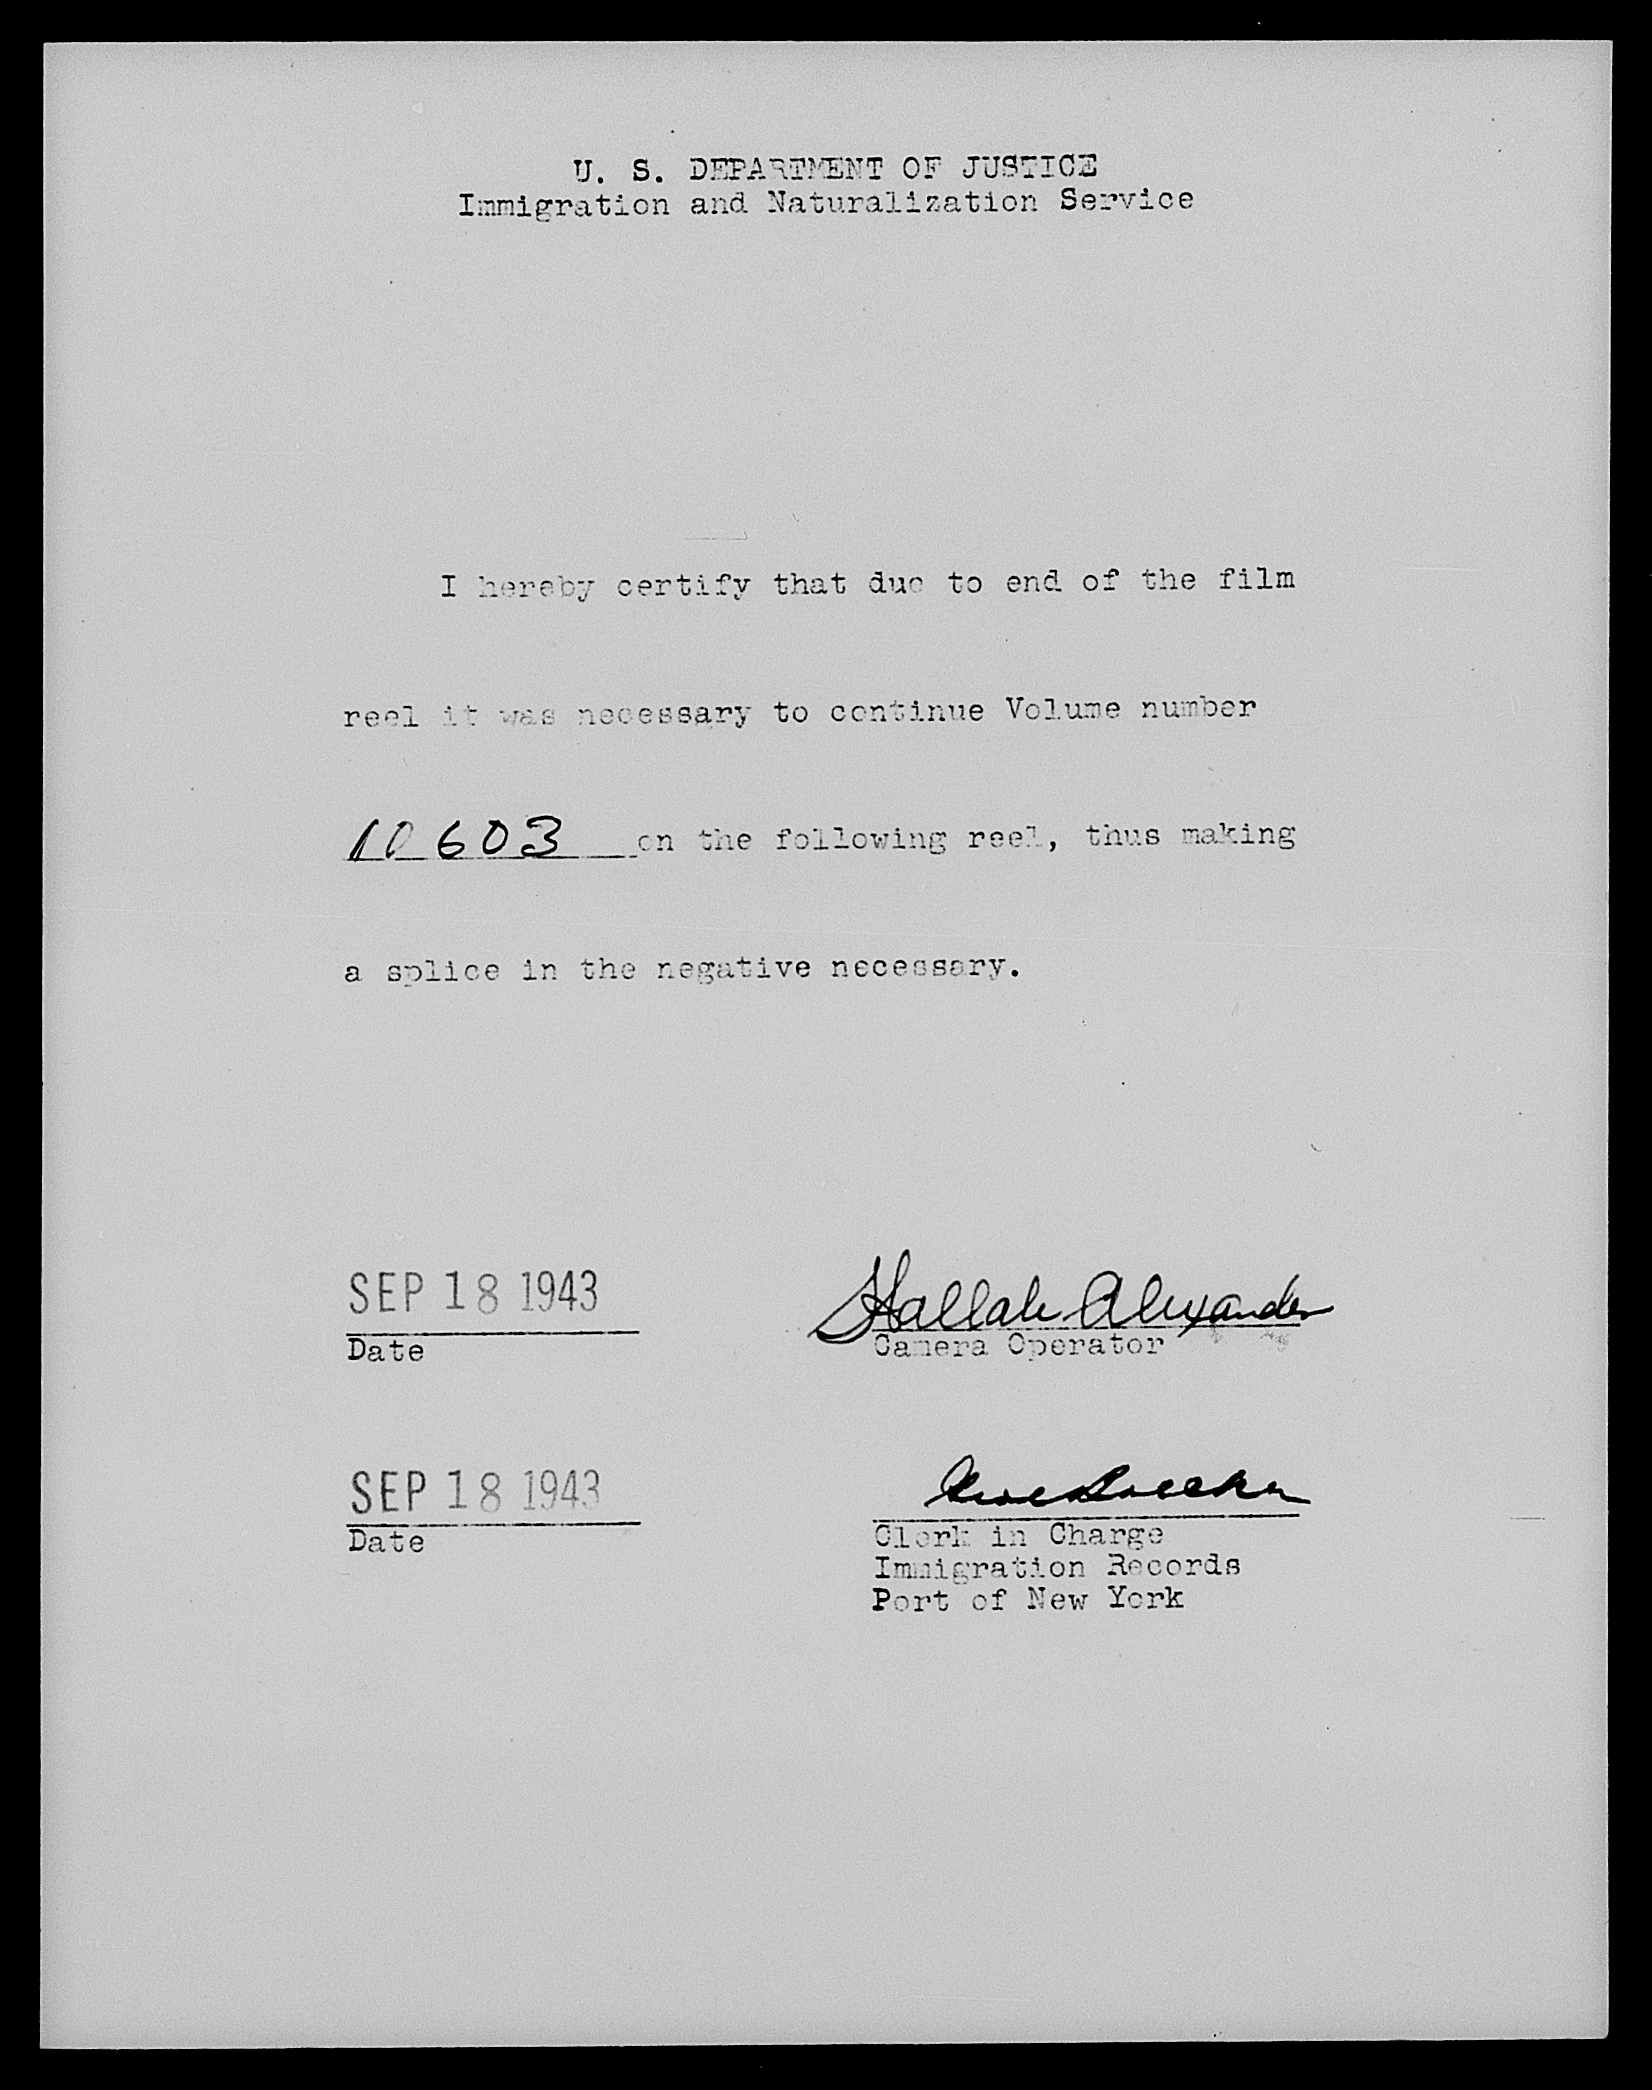 U. S. DEPARTMENT OF JUSTICE
Immigration and Naturalization Service
I hereby certify that due to end of the film
reel it was necessary to continue Volume number
10603 on the following reel, thus making
a splice in the negative necessary.
SEP 18 1943
Date
Hallah Alexander
Camera Operator
SEP 18 1943
Date
Clerk in Charge
Immigration Records
Port of New York